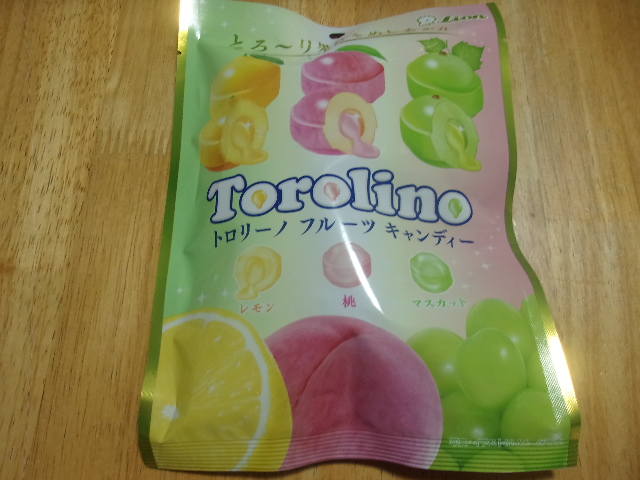 Lion
とろ～り
Torolino
トロリーノ フルーツ キャンディー
レモン 桃 マスカット